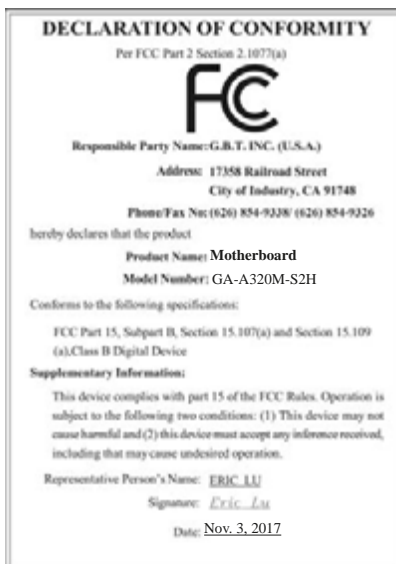 DECLARATION OF CONFORMITY
Per FCC Part 2 Section 2.1077(a)
FC
Responsible Party Name: G.B.T. INC. (U.S.A.)
Address: 17358 Railroad Street
City of Industry, CA 91748
Phone/Fax No: (626) 854-9338/ (626) 854-9326
hereby declares that the product
Product Name: Motherboard
Model Number: GA-A320M-S2H
Conforms to the following specifications:
FCC Part 15, Subpart B, Section 15.107(a) and Section 15.109
(a),Class B Digital Device
Supplementary Information:
This device complies with part 15 of the FCC Rules. Operation is
subject to the following two conditions: (1) This device may not
cause harmful and (2) this device must accept any inference received,
including that may cause undesired operation.
Representative Person's Name: ERIC LU
Signature: Eric Lu
Date: Nov. 3, 2017